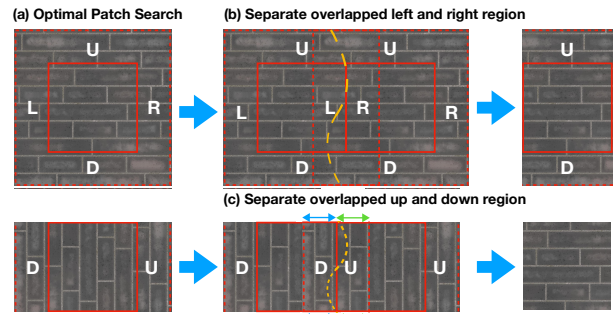 (a) Optimal Patch Search
(b) Separate overlapped left and right region
U
U U
U
L R
L L R R
D
D D
D
(c) Separate overlapped up and down region
D U
D D U U